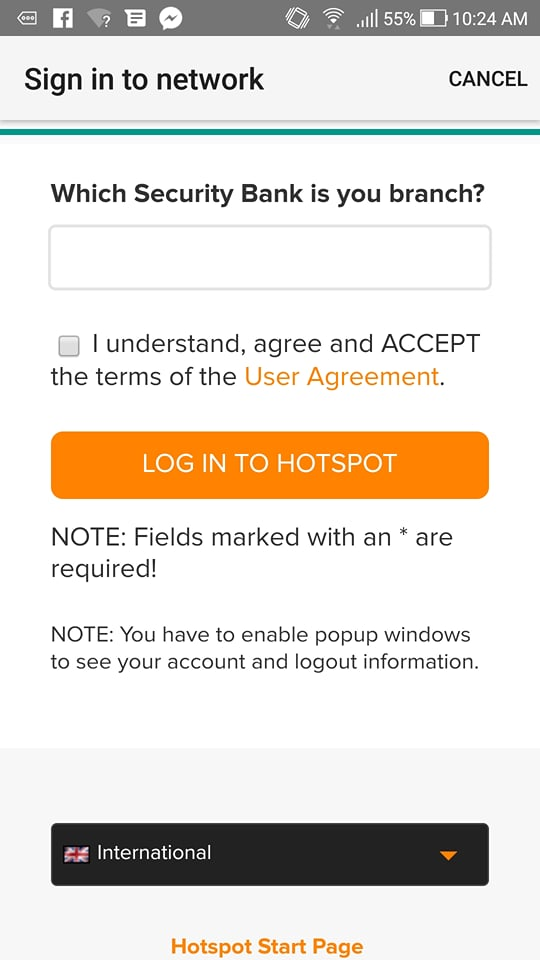 55% 10:24 AM
Sign in to network CANCEL
Which Security Bank is you branch?
I understand, agree and ACCEPT
the terms of the User Agreement.
LOG IN TO HOTSPOT
NOTE: Fields marked with an * are
required!
NOTE: You have to enable popup windows
to see your account and logout information.
International
Hotspot Start Page